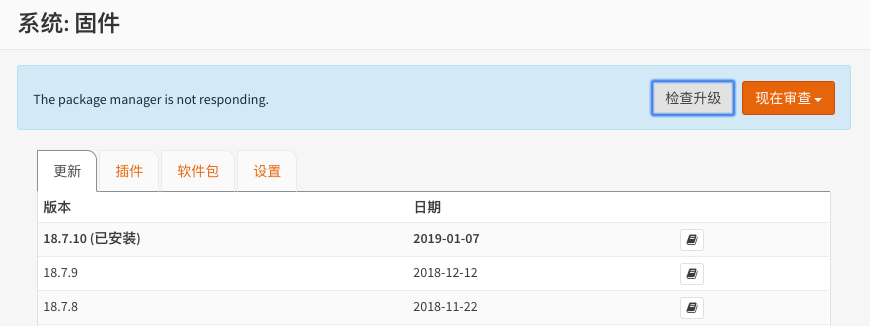 系统: 固件
The package manager is not responding. 检查升级 现在审查
更新 插件 软件包 设置
版本 日期
18.7.10 (已安装) 2019-01-07
18.7.9 2018-12-12
18.7.8 2018-11-22